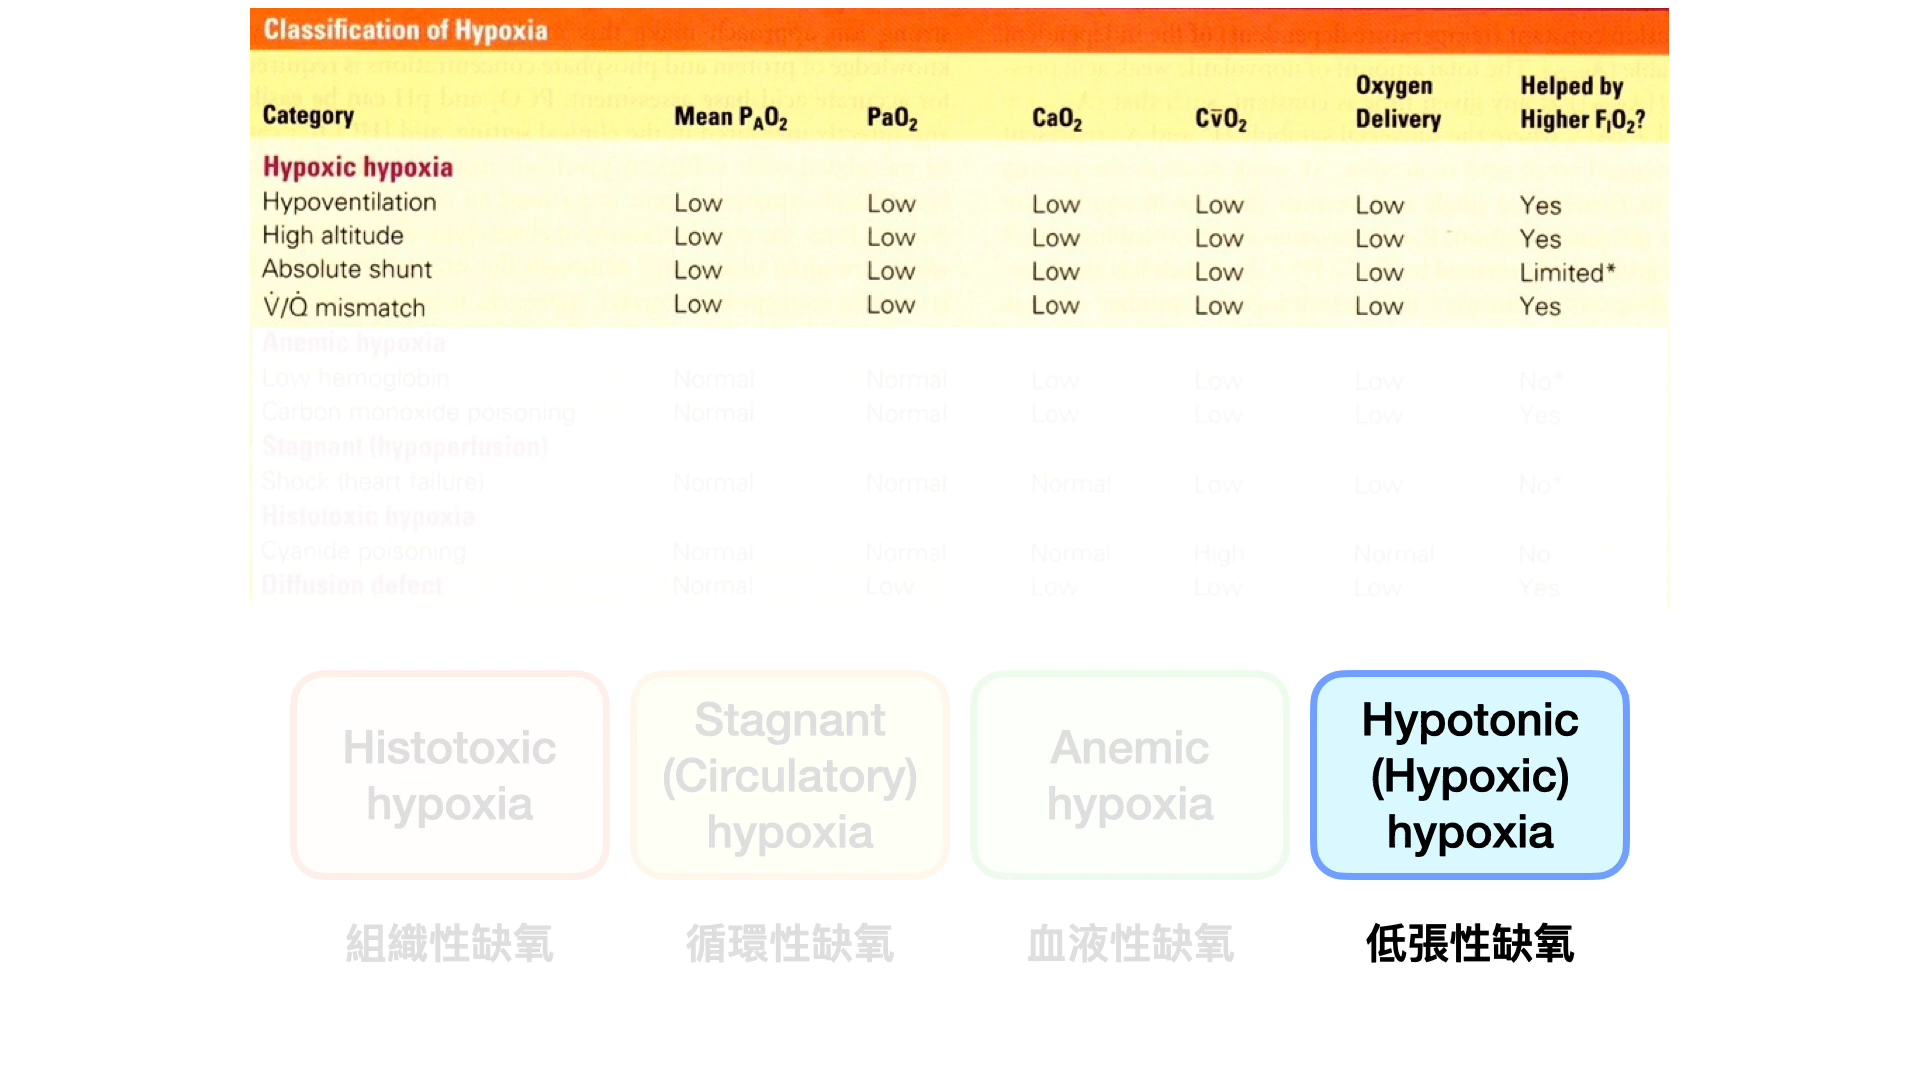 Classification of Hypoxia
Category Mean PAO2 PaO2 CaO2 Cv̄O2 Oxygen Delivery Helped by Higher FIO2?
Hypoxic hypoxia
Hypoventilation Low Low Low Low Low Yes
High altitude Low Low Low Low Low Yes
Absolute shunt Low Low Low Low Low Limited*
V̇/Q̇ mismatch Low Low Low Low Low Yes
Anemic hypoxia
Low hemoglobin Normal Normal Low Low Low No*
Carbon monoxide poisoning Normal Normal Low Low Low Yes
Stagnant (hypoperfusion)
Shock (heart failure) Normal Normal Normal Low Low No*
Histotoxic hypoxia
Cyanide poisoning Normal Normal Normal High Normal No
Diffusion defect Normal Low Low Low Low Yes
Histotoxic
hypoxia
Stagnant
(Circulatory)
hypoxia
Anemic
hypoxia
Hypotonic
(Hypoxic)
hypoxia
組織性缺氧
循環性缺氧
血液性缺氧
低張性缺氧